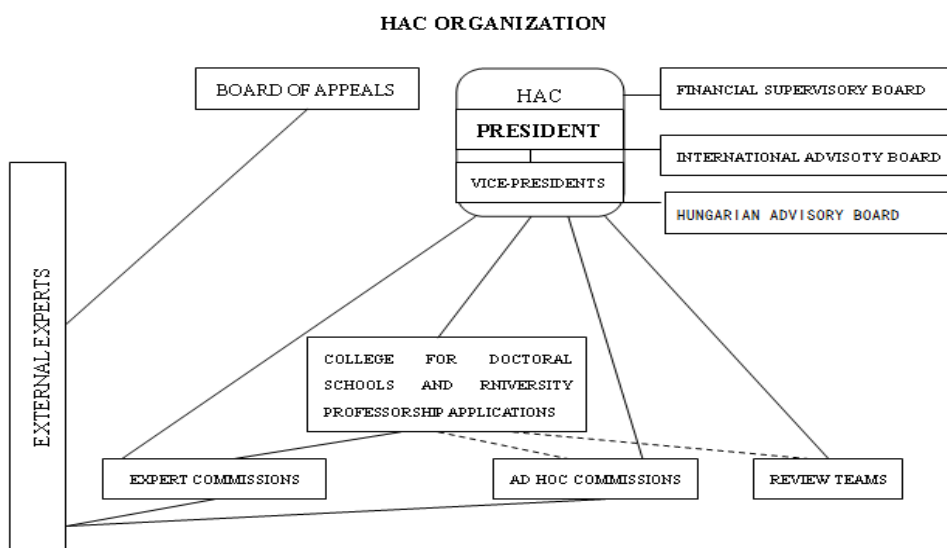 HAC ORGANIZATION
BOARD OF APPEALS
HAC
PRESIDENT
VICE-PRESIDENTS
FINANCIAL SUPERVISORY BOARD
INTERNATIONAL ADVISOTY BOARD
HUNGARIAN ADVISORY BOARD
EXTERNAL EXPERTS
COLLEGE FOR DOCTORAL
SCHOOLS AND RNIVERSITY
PROFESSORSHIP APPLICATIONS
EXPERT COMMISSIONS
AD HOC COMMISSIONS
REVIEW TEAMS